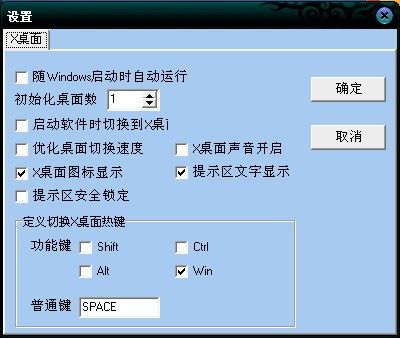 设置
X桌面
随Windows启动时自动运行
初始化桌面数 1
确定
启动软件时切换到X桌
优化桌面切换速度 X桌面声音开启
取消
X桌面图标显示 提示区文字显示
提示区安全锁定
定义切换X桌面热键
功能键 Shift Ctrl
Alt Win
普通键 SPACE